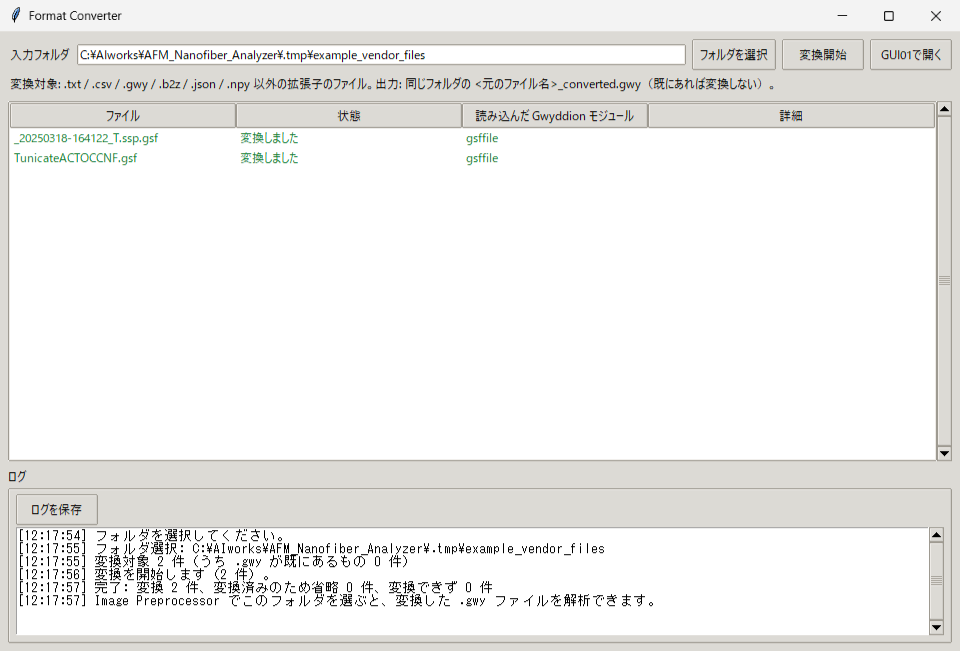 Format Converter
入力フォルダ C:¥AIworks¥AFM_Nanofiber_Analyzer¥.tmp¥example_vendor_files フォルダを選択 変換開始 GUI01で開く
変換対象: .txt / .csv / .gwy / .b2z / .json / .npy 以外の拡張子のファイル。出力: 同じフォルダの <元のファイル名>_converted.gwy（既にあれば変換しない）。
ファイル 状態 読み込んだ Gwyddion モジュール 詳細
_20250318-164122_T.ssp.gsf 変換しました gsffile
TunicateACTOCCNF.gsf 変換しました gsffile
ログ
ログを保存
[12:17:54] フォルダを選択してください。
[12:17:55] フォルダ選択: C:¥AIworks¥AFM_Nanofiber_Analyzer¥.tmp¥example_vendor_files
[12:17:55] 変換対象 2 件（うち .gwy が既にあるもの 0 件）
[12:17:56] 変換を開始します（2 件）。
[12:17:57] 完了: 変換 2 件、変換済みのため省略 0 件、変換できず 0 件
[12:17:57] Image Preprocessor でこのフォルダを選ぶと、変換した .gwy ファイルを解析できます。